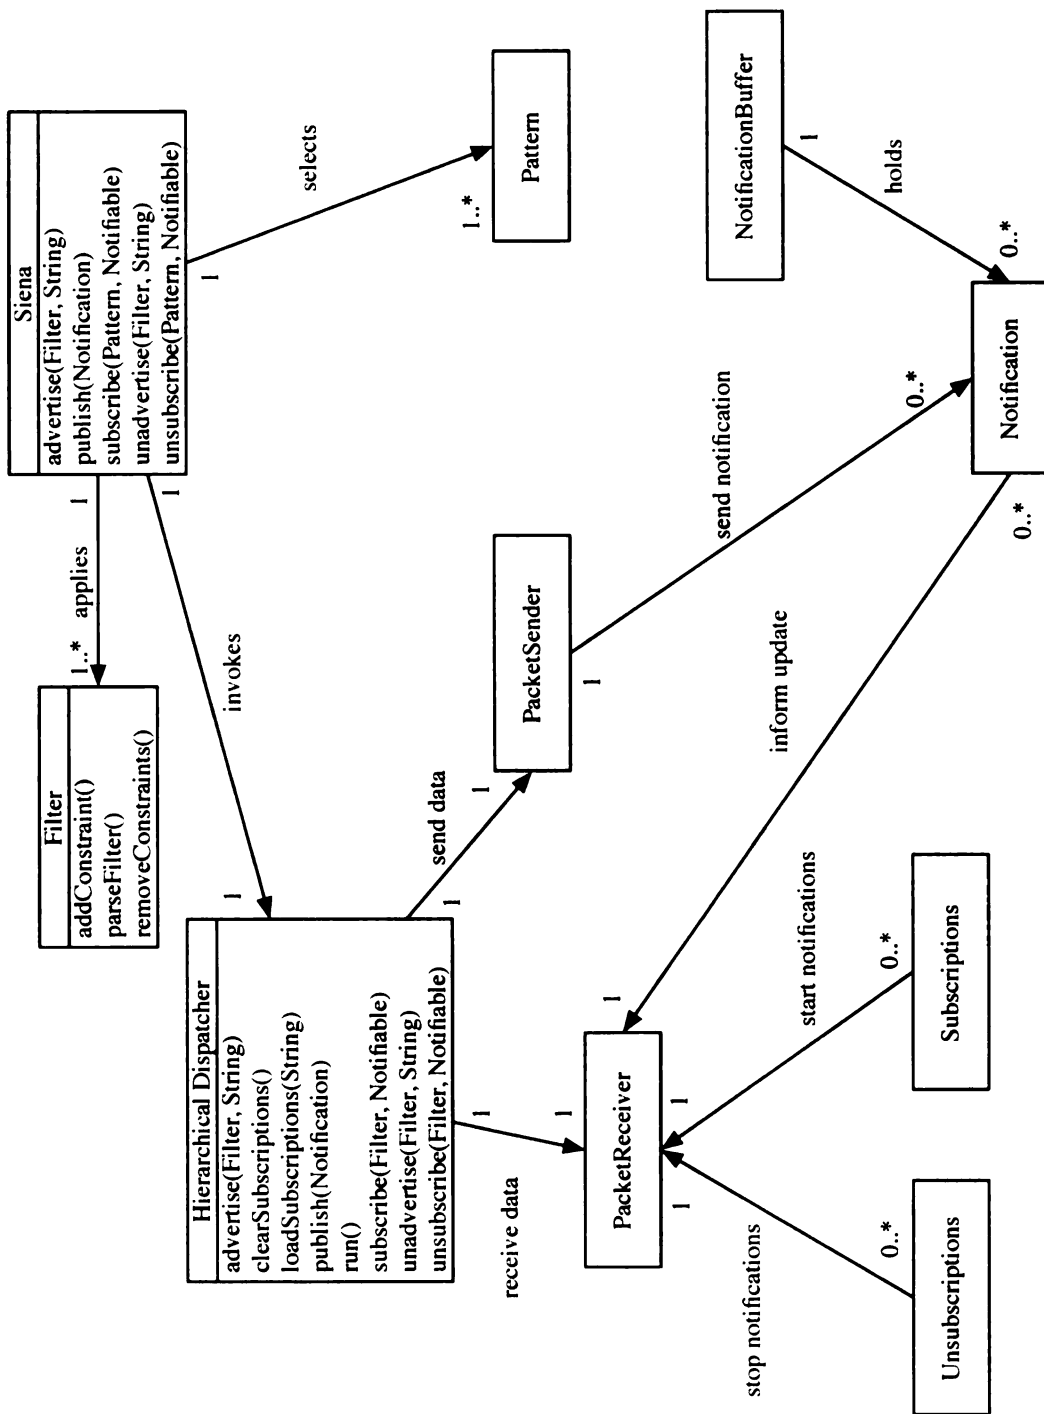 Siena
advertise(Filter, String)
publish(Notification)
subscribe(Pattern, Notifiable)
unadvertise(Filter, String)
unsubscribe(Pattern, Notifiable)
1
applies
1..*
Filter
addConstraint()
parseFilter()
removeConstraints()
1
invokes
1
1
selects
1..*
Pattern
Hierarchical Dispatcher
advertise(Filter, String)
clearSubscriptions()
loadSubscriptions(String)
publish(Notification)
run()
subscribe(Filter, Notifiable)
unadvertise(Filter, String)
unsubscribe(Filter, Notifiable)
1
send data
1
PacketSender
1
receive data
1
PacketReceiver
1
send notification
0..*
NotificationBuffer
1
holds
0..*
Notification
0..*
inform update
1
1
start notifications
0..*
Subscriptions
1
stop notifications
0..*
Unsubscriptions